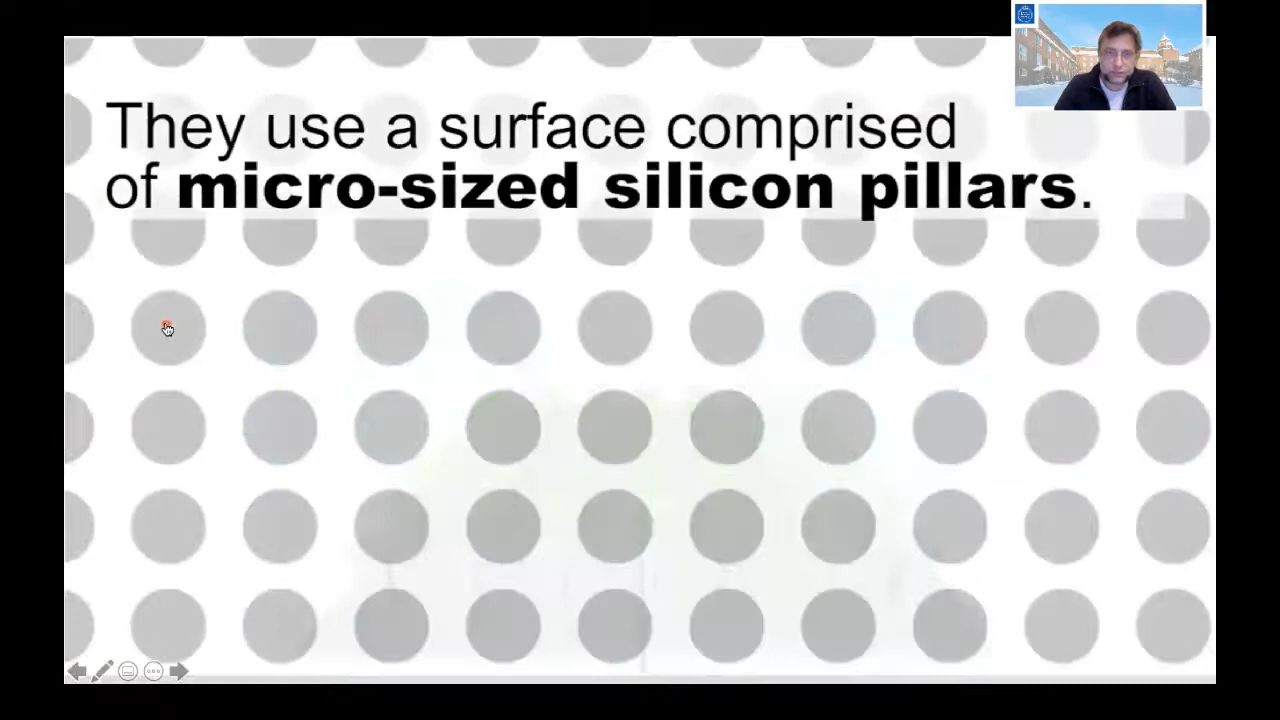 They use a surface comprised
of micro-sized silicon pillars.